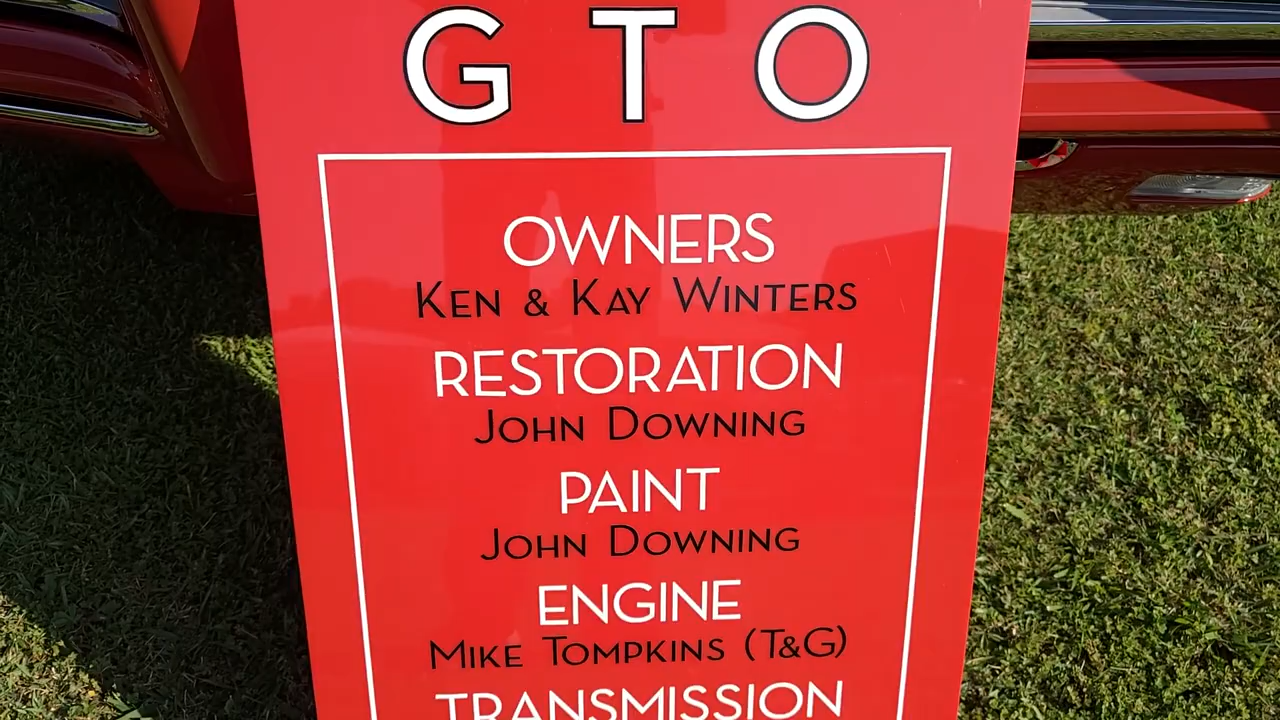 GTO
OWNERS
KEN & KAY WINTERS
RESTORATION
JOHN DOWNING
PAINT
JOHN DOWNING
ENGINE
MIKE TOMPKINS (T&G)
TRANSMISSION